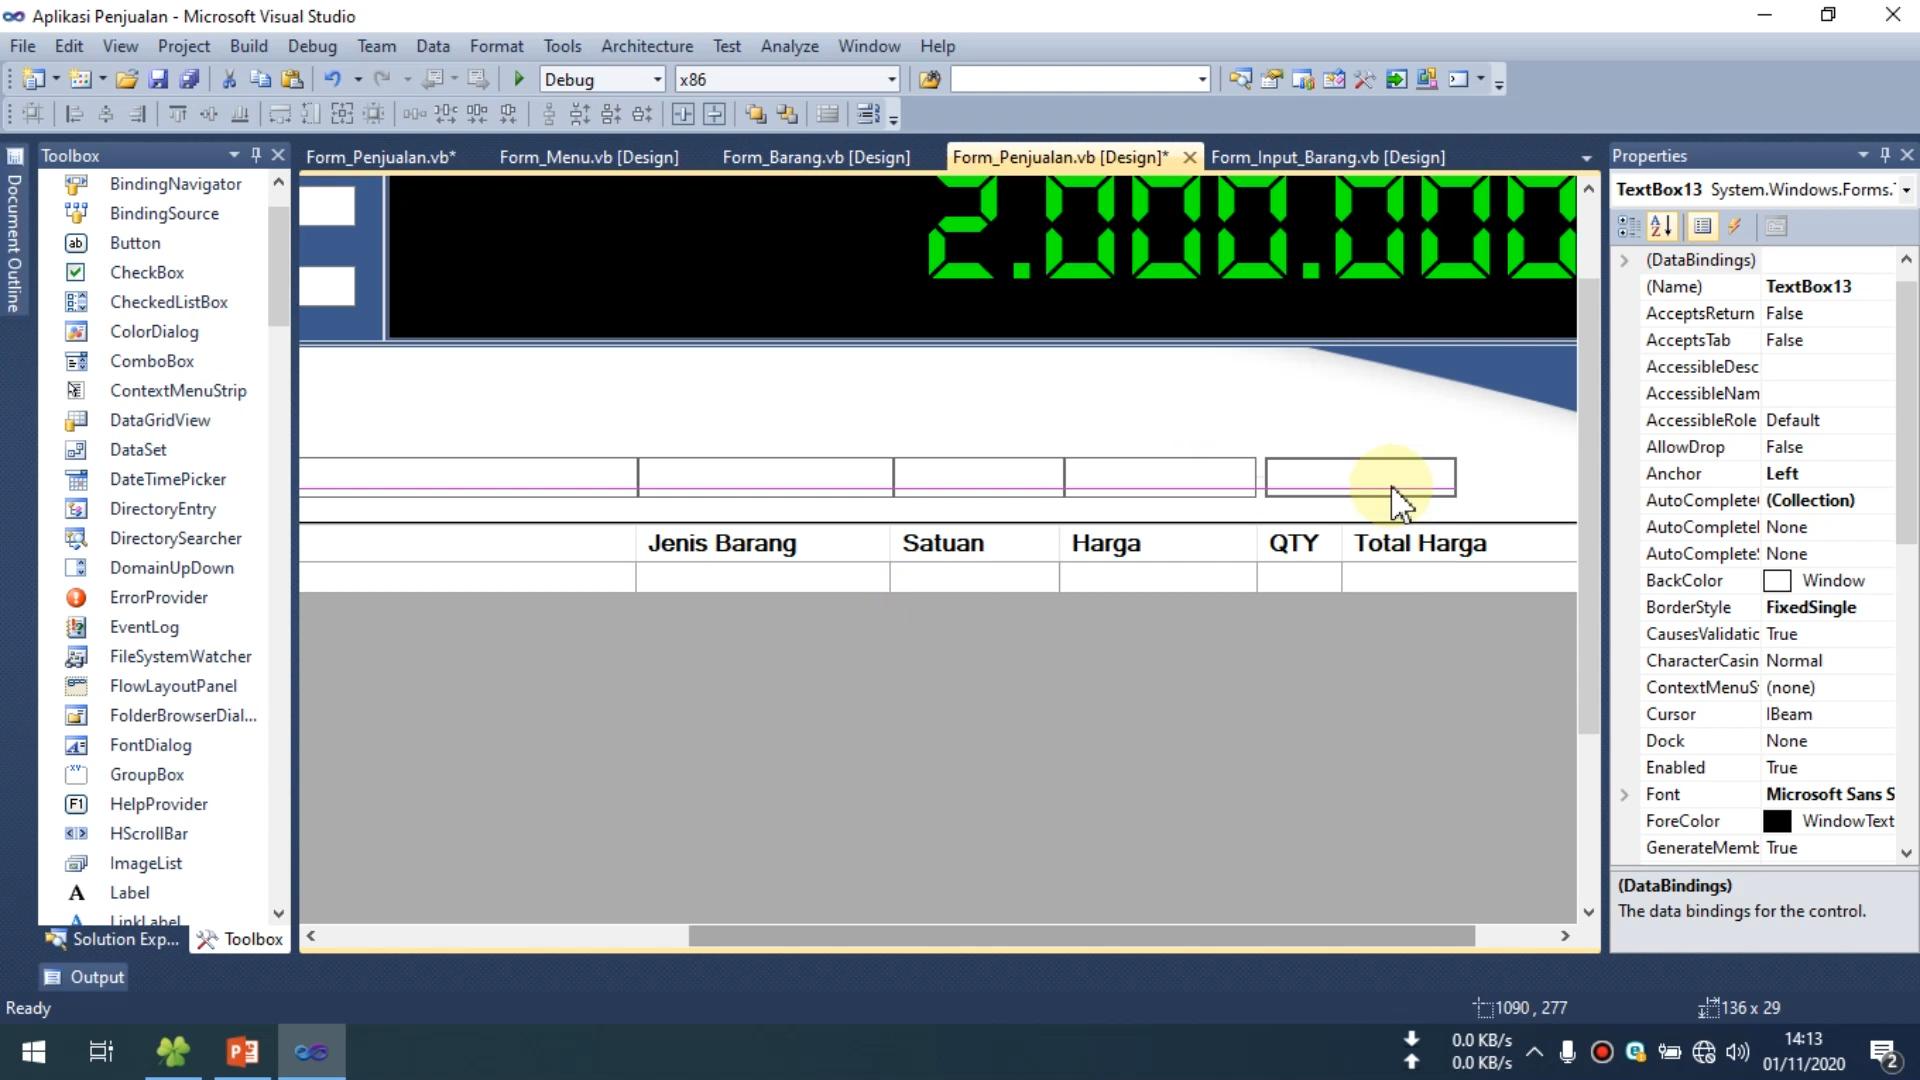 Aplikasi Penjualan - Microsoft Visual Studio
File Edit View Project Build Debug Team Data Format Tools Architecture Test Analyze Window Help
Debug x86
Document Outline
Toolbox
BindingNavigator
BindingSource
Button
CheckBox
CheckedListBox
ColorDialog
ComboBox
ContextMenuStrip
DataGridView
DataSet
DateTimePicker
DirectoryEntry
DirectorySearcher
DomainUpDown
ErrorProvider
EventLog
FileSystemWatcher
FlowLayoutPanel
FolderBrowserDial...
FontDialog
GroupBox
HelpProvider
HScrollBar
ImageList
Label
LinkLabel
Solution Exp... Toolbox
Form_Penjualan.vb* Form_Menu.vb [Design] Form_Barang.vb [Design] Form_Penjualan.vb [Design]* Form_Input_Barang.vb [Design]
2.000.000
Jenis Barang Satuan Harga QTY Total Harga
Properties
TextBox13 System.Windows.Forms.
(DataBindings)
(Name) TextBox13
AcceptsReturn False
AcceptsTab False
AccessibleDesc
AccessibleNam
AccessibleRole Default
AllowDrop False
Anchor Left
AutoComplete (Collection)
AutoComplete None
AutoComplete None
BackColor Window
BorderStyle FixedSingle
CausesValidatic True
CharacterCasin Normal
ContextMenuS (none)
Cursor IBeam
Dock None
Enabled True
Font Microsoft Sans S
ForeColor WindowText
GenerateMemb True
(DataBindings)
The data bindings for the control.
Output
Ready 1090 , 277 136 x 29
0.0 KB/s
0.0 KB/s
14:13
01/11/2020
2